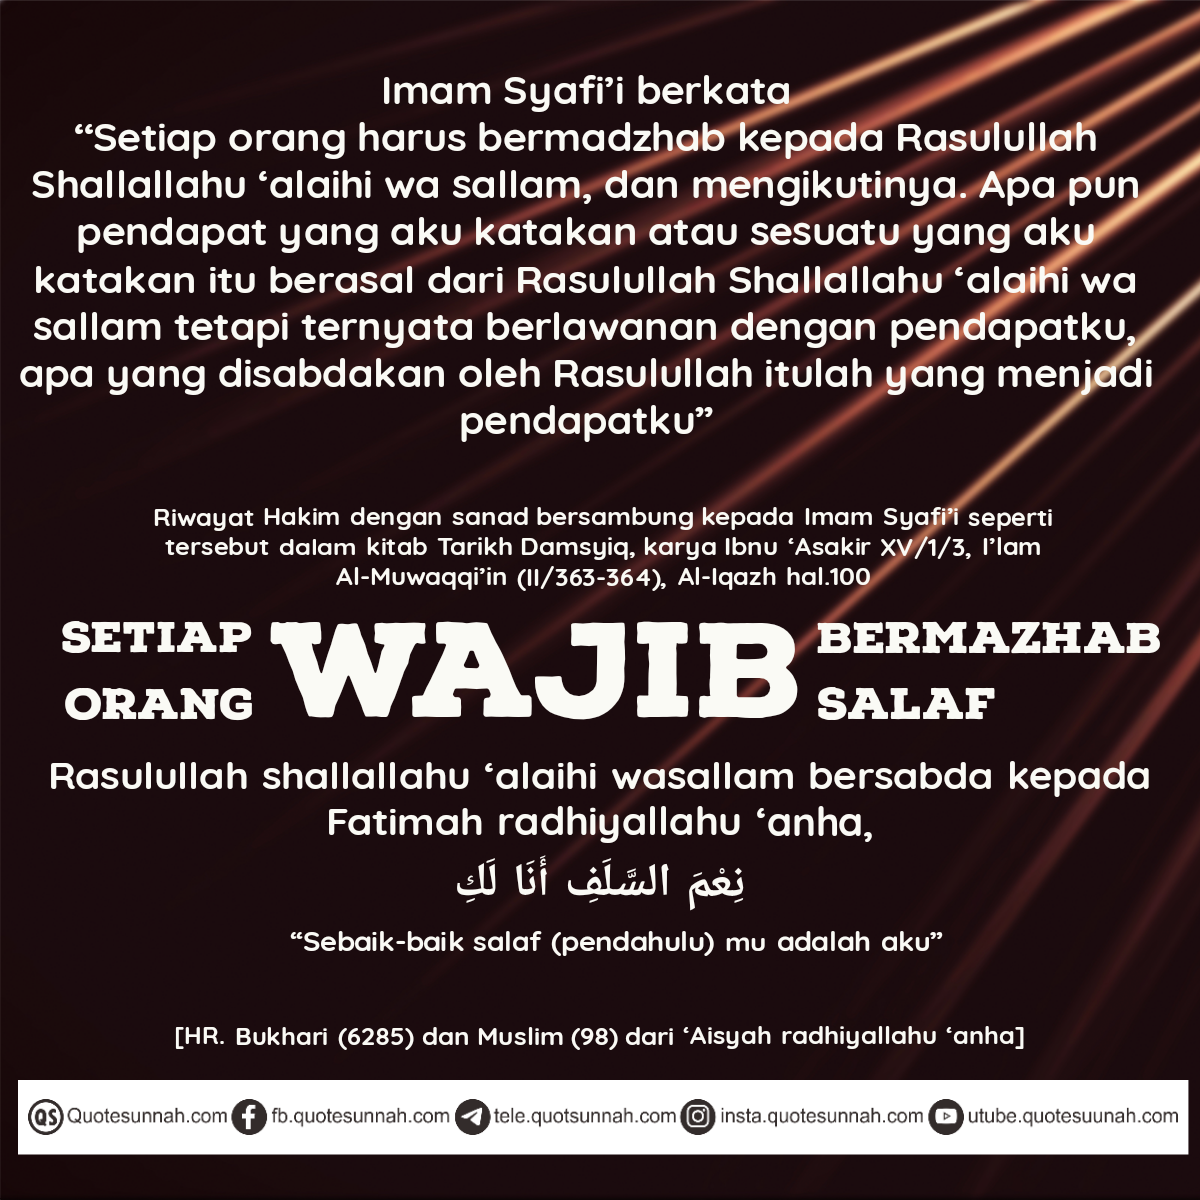 Imam Syafi’i berkata
“Setiap orang harus bermadzhab kepada Rasulullah
Shallallahu ‘alaihi wa sallam, dan mengikutinya. Apa pun
pendapat yang aku katakan atau sesuatu yang aku
katakan itu berasal dari Rasulullah Shallallahu ‘alaihi wa
sallam tetapi ternyata berlawanan dengan pendapatku,
apa yang disabdakan oleh Rasulullah itulah yang menjadi
pendapatku”
Riwayat Hakim dengan sanad bersambung kepada Imam Syafi’i seperti
tersebut dalam kitab Tarikh Damsyiq, karya Ibnu ‘Asakir XV/1/3, I’lam
Al-Muwaqqi’in (II/363-364), Al-Iqazh hal.100
SETIAP ORANG WAJIB BERMAZHAB SALAF
Rasulullah shallallahu ‘alaihi wasallam bersabda kepada
Fatimah radhiyallahu ‘anha,
نِعْمَ السَّلَفِ أَنَا لَكِ
“Sebaik-baik salaf (pendahulu) mu adalah aku”
[HR. Bukhari (6285) dan Muslim (98) dari ‘Aisyah radhiyallahu ‘anha]
QS Quotesunnah.com fb.quotesunnah.com tele.quotsunnah.com insta.quotesunnah.com utube.quotesuunah.com